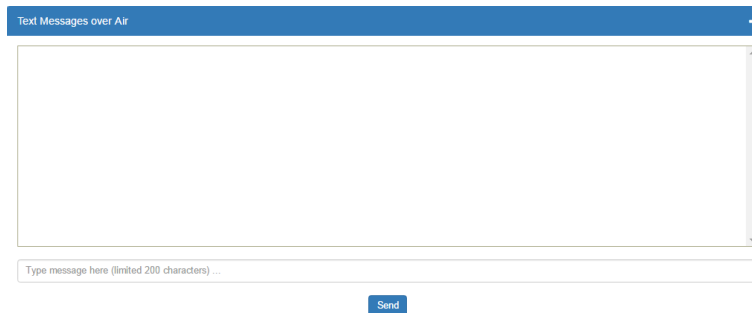 Text Messages over Air
Type message here (limited 200 characters) ...
Send